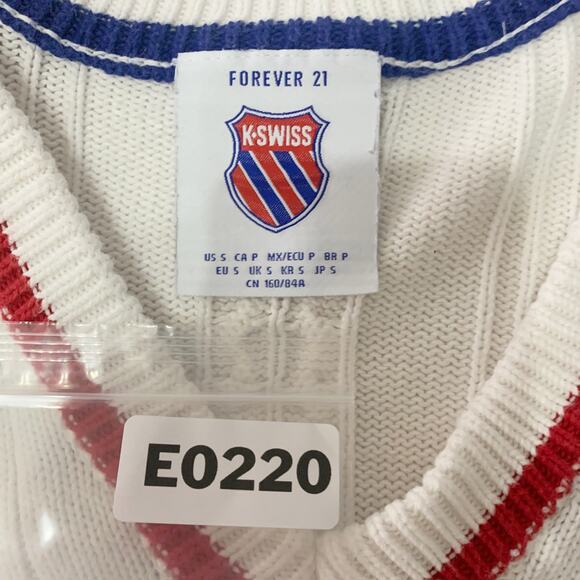 FOREVER 21
K•SWISS
US S CA P MX/ECU P BR P
EU S UK S KR S JP S
CN 160/84A
E0220